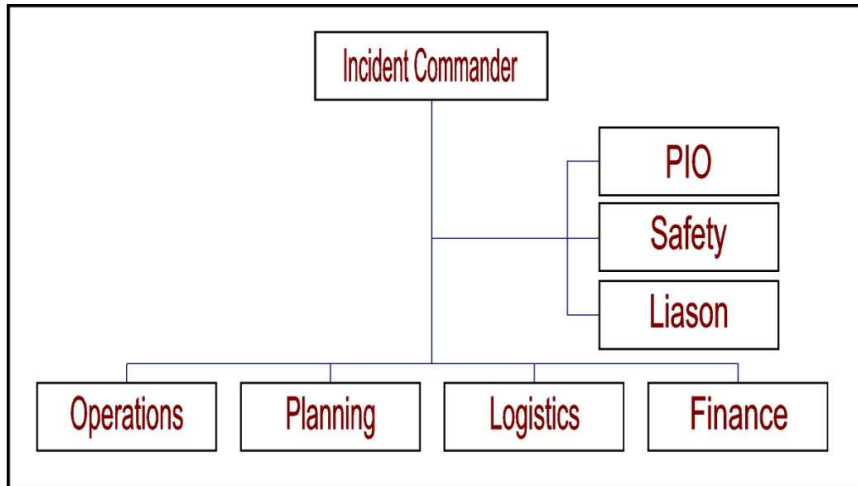 Incident Commander
PIO
Safety
Liason
Operations
Planning
Logistics
Finance